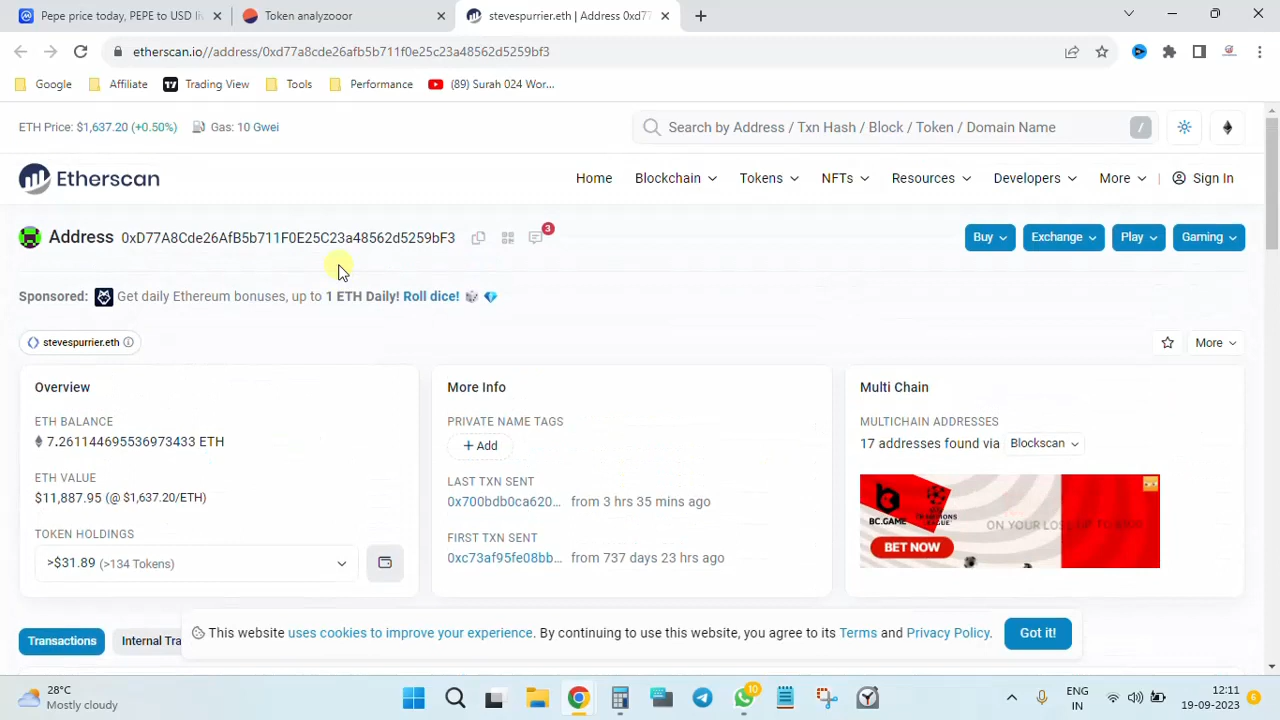 Pepe price today, PEPE to USD li
Token analyzooor
stevespurrier.eth | Address 0xd77
etherscan.io//address/0xd77a8cde26afb5b711f0e25c23a48562d5259bf3
Google
Affiliate
Trading View
Tools
Performance
(89) Surah 024 Wor...
ETH Price: $1,637.20 (+0.50%)
Gas: 10 Gwei
Search by Address / Txn Hash / Block / Token / Domain Name
/
Etherscan
Home
Blockchain
Tokens
NFTs
Resources
Developers
More
Sign In
Address 0xD77A8Cde26AfB5b711F0E25C23a48562d5259bF3
3
Buy
Exchange
Play
Gaming
Sponsored: Get daily Ethereum bonuses, up to 1 ETH Daily! Roll dice!
stevespurrier.eth
More
Overview
ETH BALANCE
7.261144695536973433 ETH
ETH VALUE
$11,887.95 (@ $1,637.20/ETH)
TOKEN HOLDINGS
>$31.89 (>134 Tokens)
More Info
PRIVATE NAME TAGS
+ Add
LAST TXN SENT
0x700bdb0ca620... from 3 hrs 35 mins ago
FIRST TXN SENT
0xc73af95fe08bb... from 737 days 23 hrs ago
Multi Chain
MULTICHAIN ADDRESSES
17 addresses found via Blockscan
BC.GAME
CHAMPIONS LEAGUE
BET NOW
Transactions
Internal Tra
This website uses cookies to improve your experience. By continuing to use this website, you agree to its Terms and Privacy Policy.
Got it!
28°C
Mostly cloudy
10
ENG
IN
12:11
19-09-2023
6